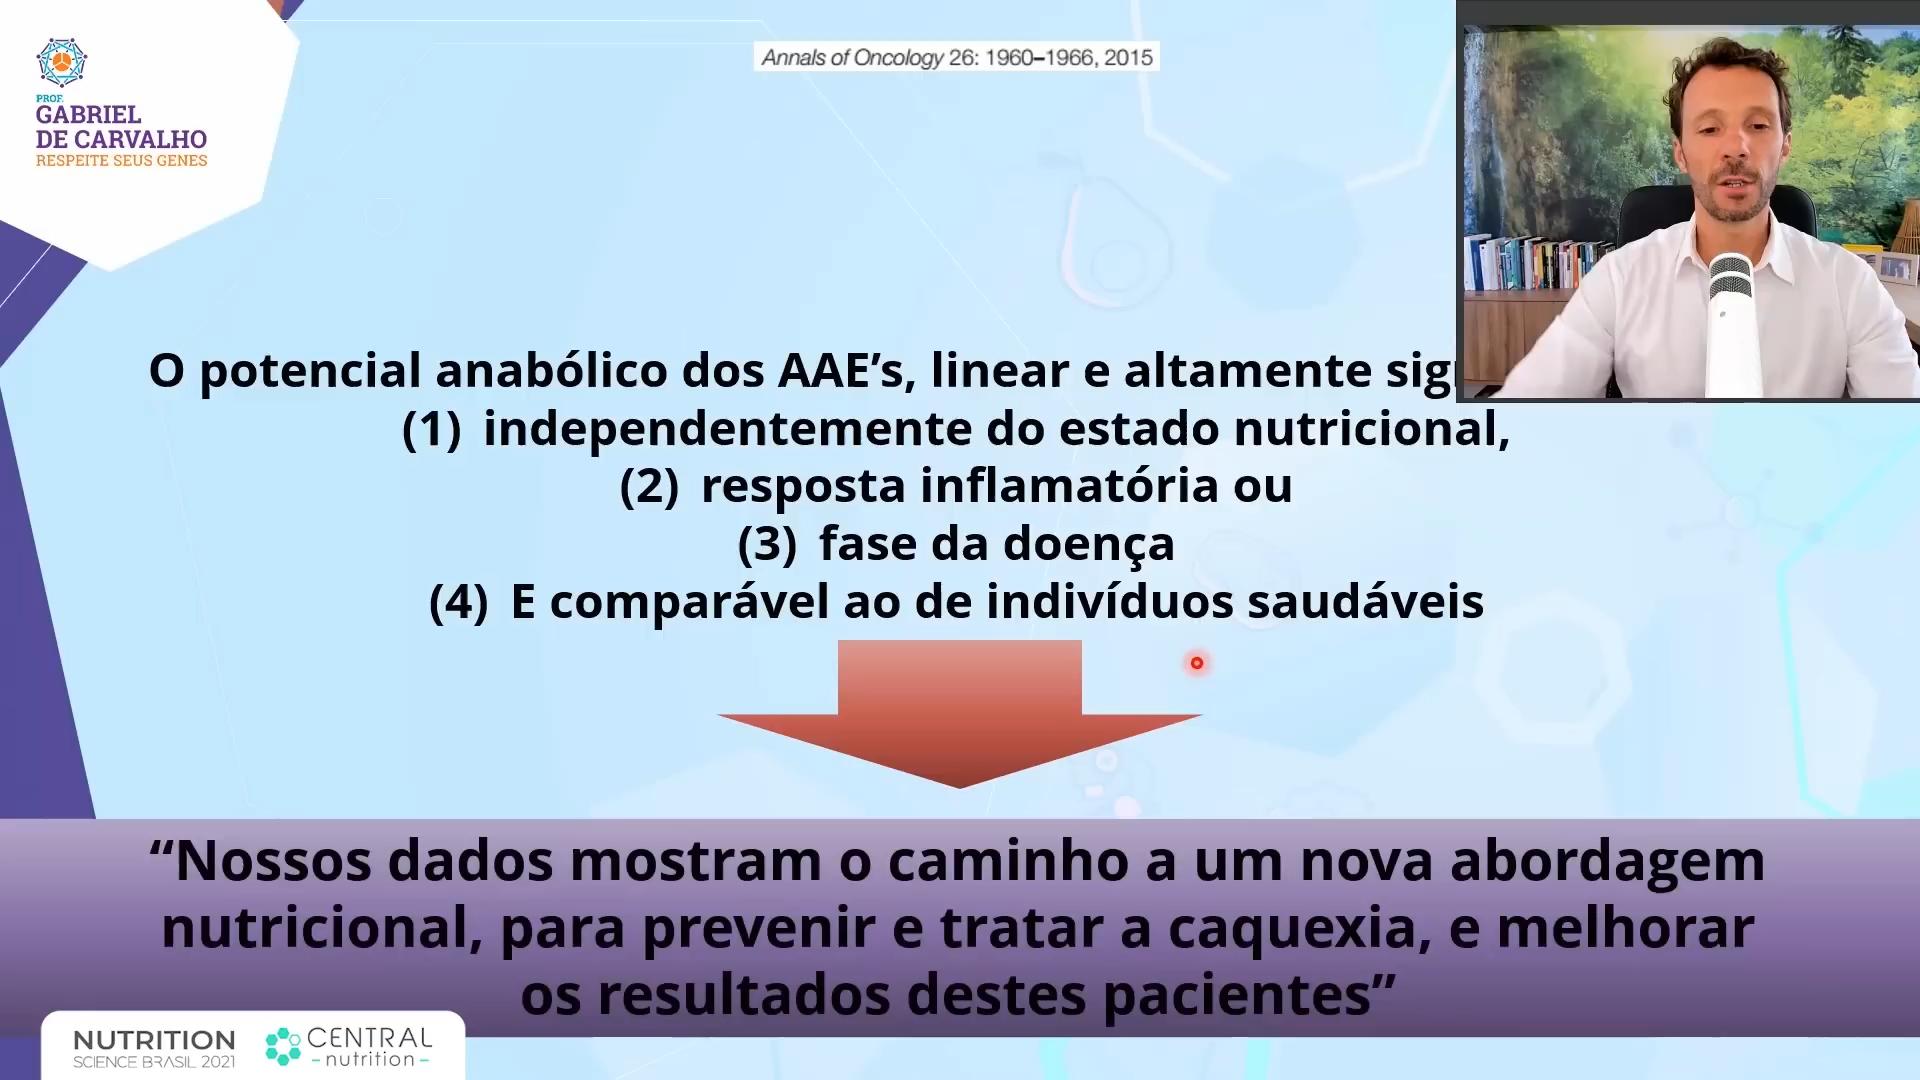 PROF.
GABRIEL
DE CARVALHO
RESPEITE SEUS GENES
Annals of Oncology 26: 1960–1966, 2015
O potencial anabólico dos AAE’s, linear e altamente
(1) independentemente do estado nutricional,
(2) resposta inflamatória ou
(3) fase da doença
(4) E comparável ao de indivíduos saudáveis
“Nossos dados mostram o caminho a um nova abordagem
nutricional, para prevenir e tratar a caquexia, e melhorar
os resultados destes pacientes”
NUTRITION
SCIENCE BRASIL 2021
CENTRAL
nutrition